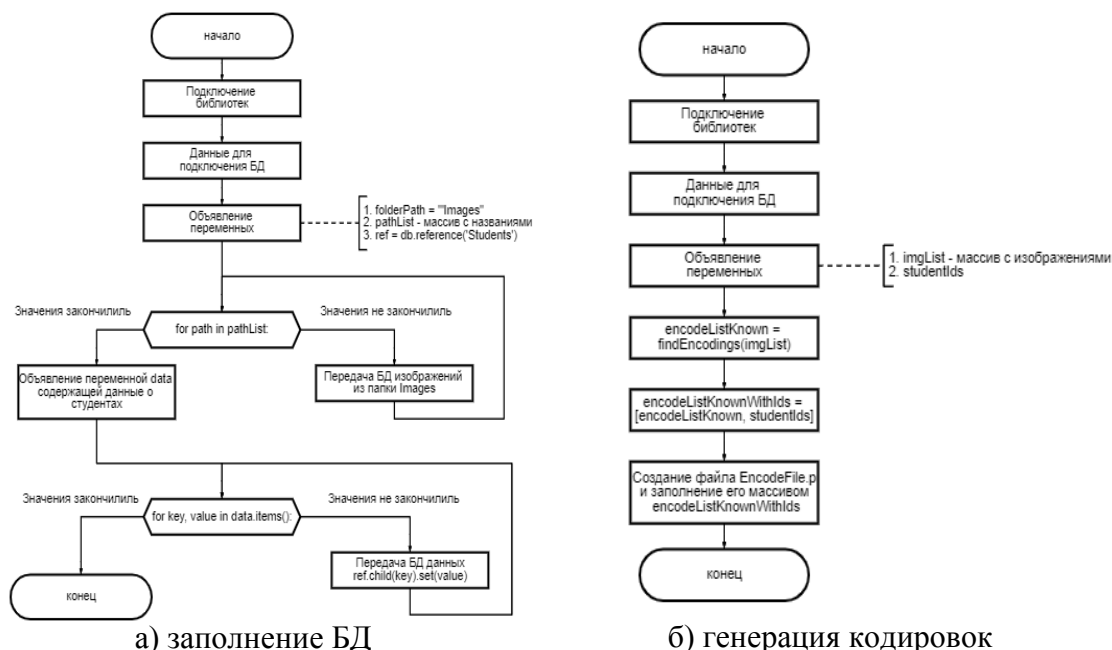 начало
Подключение
библиотек
Данные для
подключения БД
Объявление
переменных
1. folderPath = '"Images"
2. pathList - массив с названиями
3. ref = db.reference('Students')
Значения закончилиль
for path in pathList:
Значения не закончилиль
Объявление переменной data
содержащей данные о
студентах
Передача БД изображений
из папки Images
Значения закончилиль
for key, value in data.items():
Значения не закончилиль
Передача БД данных
ref.child(key).set(value)
конец
а) заполнение БД
начало
Подключение
библиотек
Данные для
подключения БД
Объявление
переменных
1. imgList - массив с изображениями
2. studentIds
encodeListKnown =
findEncodings(imgList)
encodeListKnownWithIds =
[encodeListKnown, studentIds]
Создание файла EncodeFile.p
и заполнение его массивом
encodeListKnownWithIds
конец
б) генерация кодировок